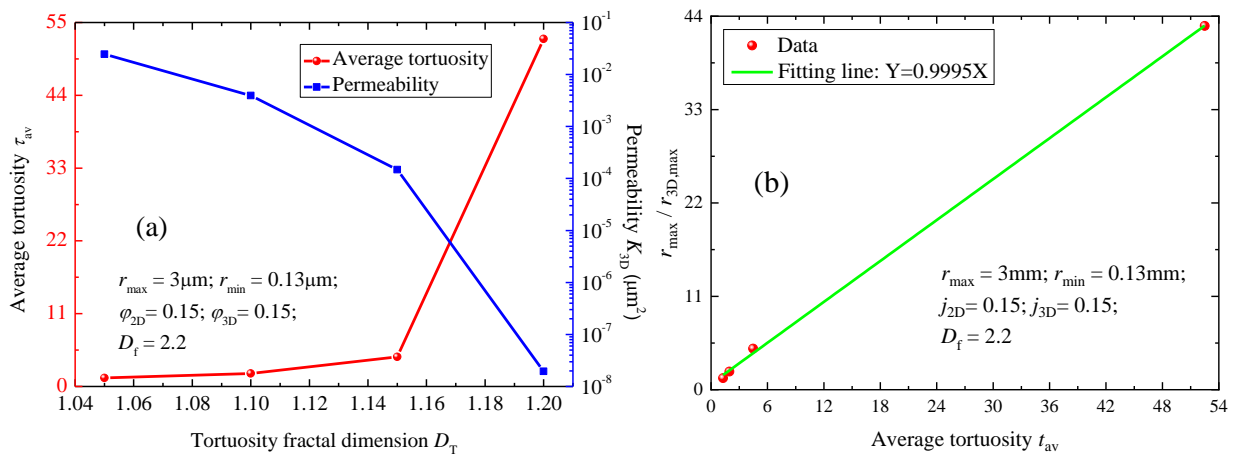 55
44
33
22
11
0
Average tortuosity τav
10⁻¹
10⁻²
10⁻³
10⁻⁴
10⁻⁵
10⁻⁶
10⁻⁷
10⁻⁸
Permeability K3D (μm²)
Average tortuosity
Permeability
(a)
rmax = 3μm; rmin = 0.13μm;
φ2D= 0.15; φ3D= 0.15;
Df = 2.2
1.04 1.06 1.08 1.10 1.12 1.14 1.16 1.18 1.20
Tortuosity fractal dimension DT
44
33
22
11
0
rmax / r3D,max
Data
Fitting line: Y=0.9995X
(b)
rmax = 3mm; rmin = 0.13mm;
j2D= 0.15; j3D= 0.15;
Df = 2.2
0 6 12 18 24 30 36 42 48 54
Average tortuosity tav